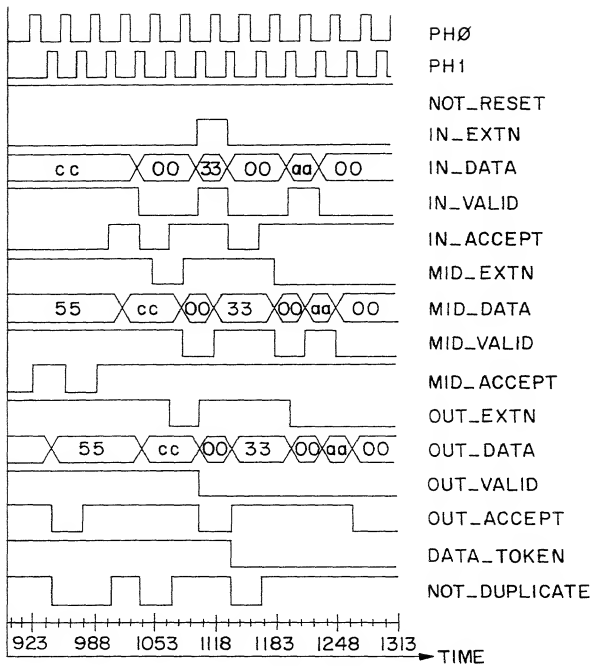 PHØ
PH1
NOT_RESET
IN_EXTN
cc 00 33 00 aa 00 IN_DATA
IN_VALID
IN_ACCEPT
MID_EXTN
55 cc 00 33 00 aa 00 MID_DATA
MID_VALID
MID_ACCEPT
OUT_EXTN
55 cc 00 33 00 aa 00 OUT_DATA
OUT_VALID
OUT_ACCEPT
DATA_TOKEN
NOT_DUPLICATE
923 988 1053 1118 1183 1248 1313
TIME